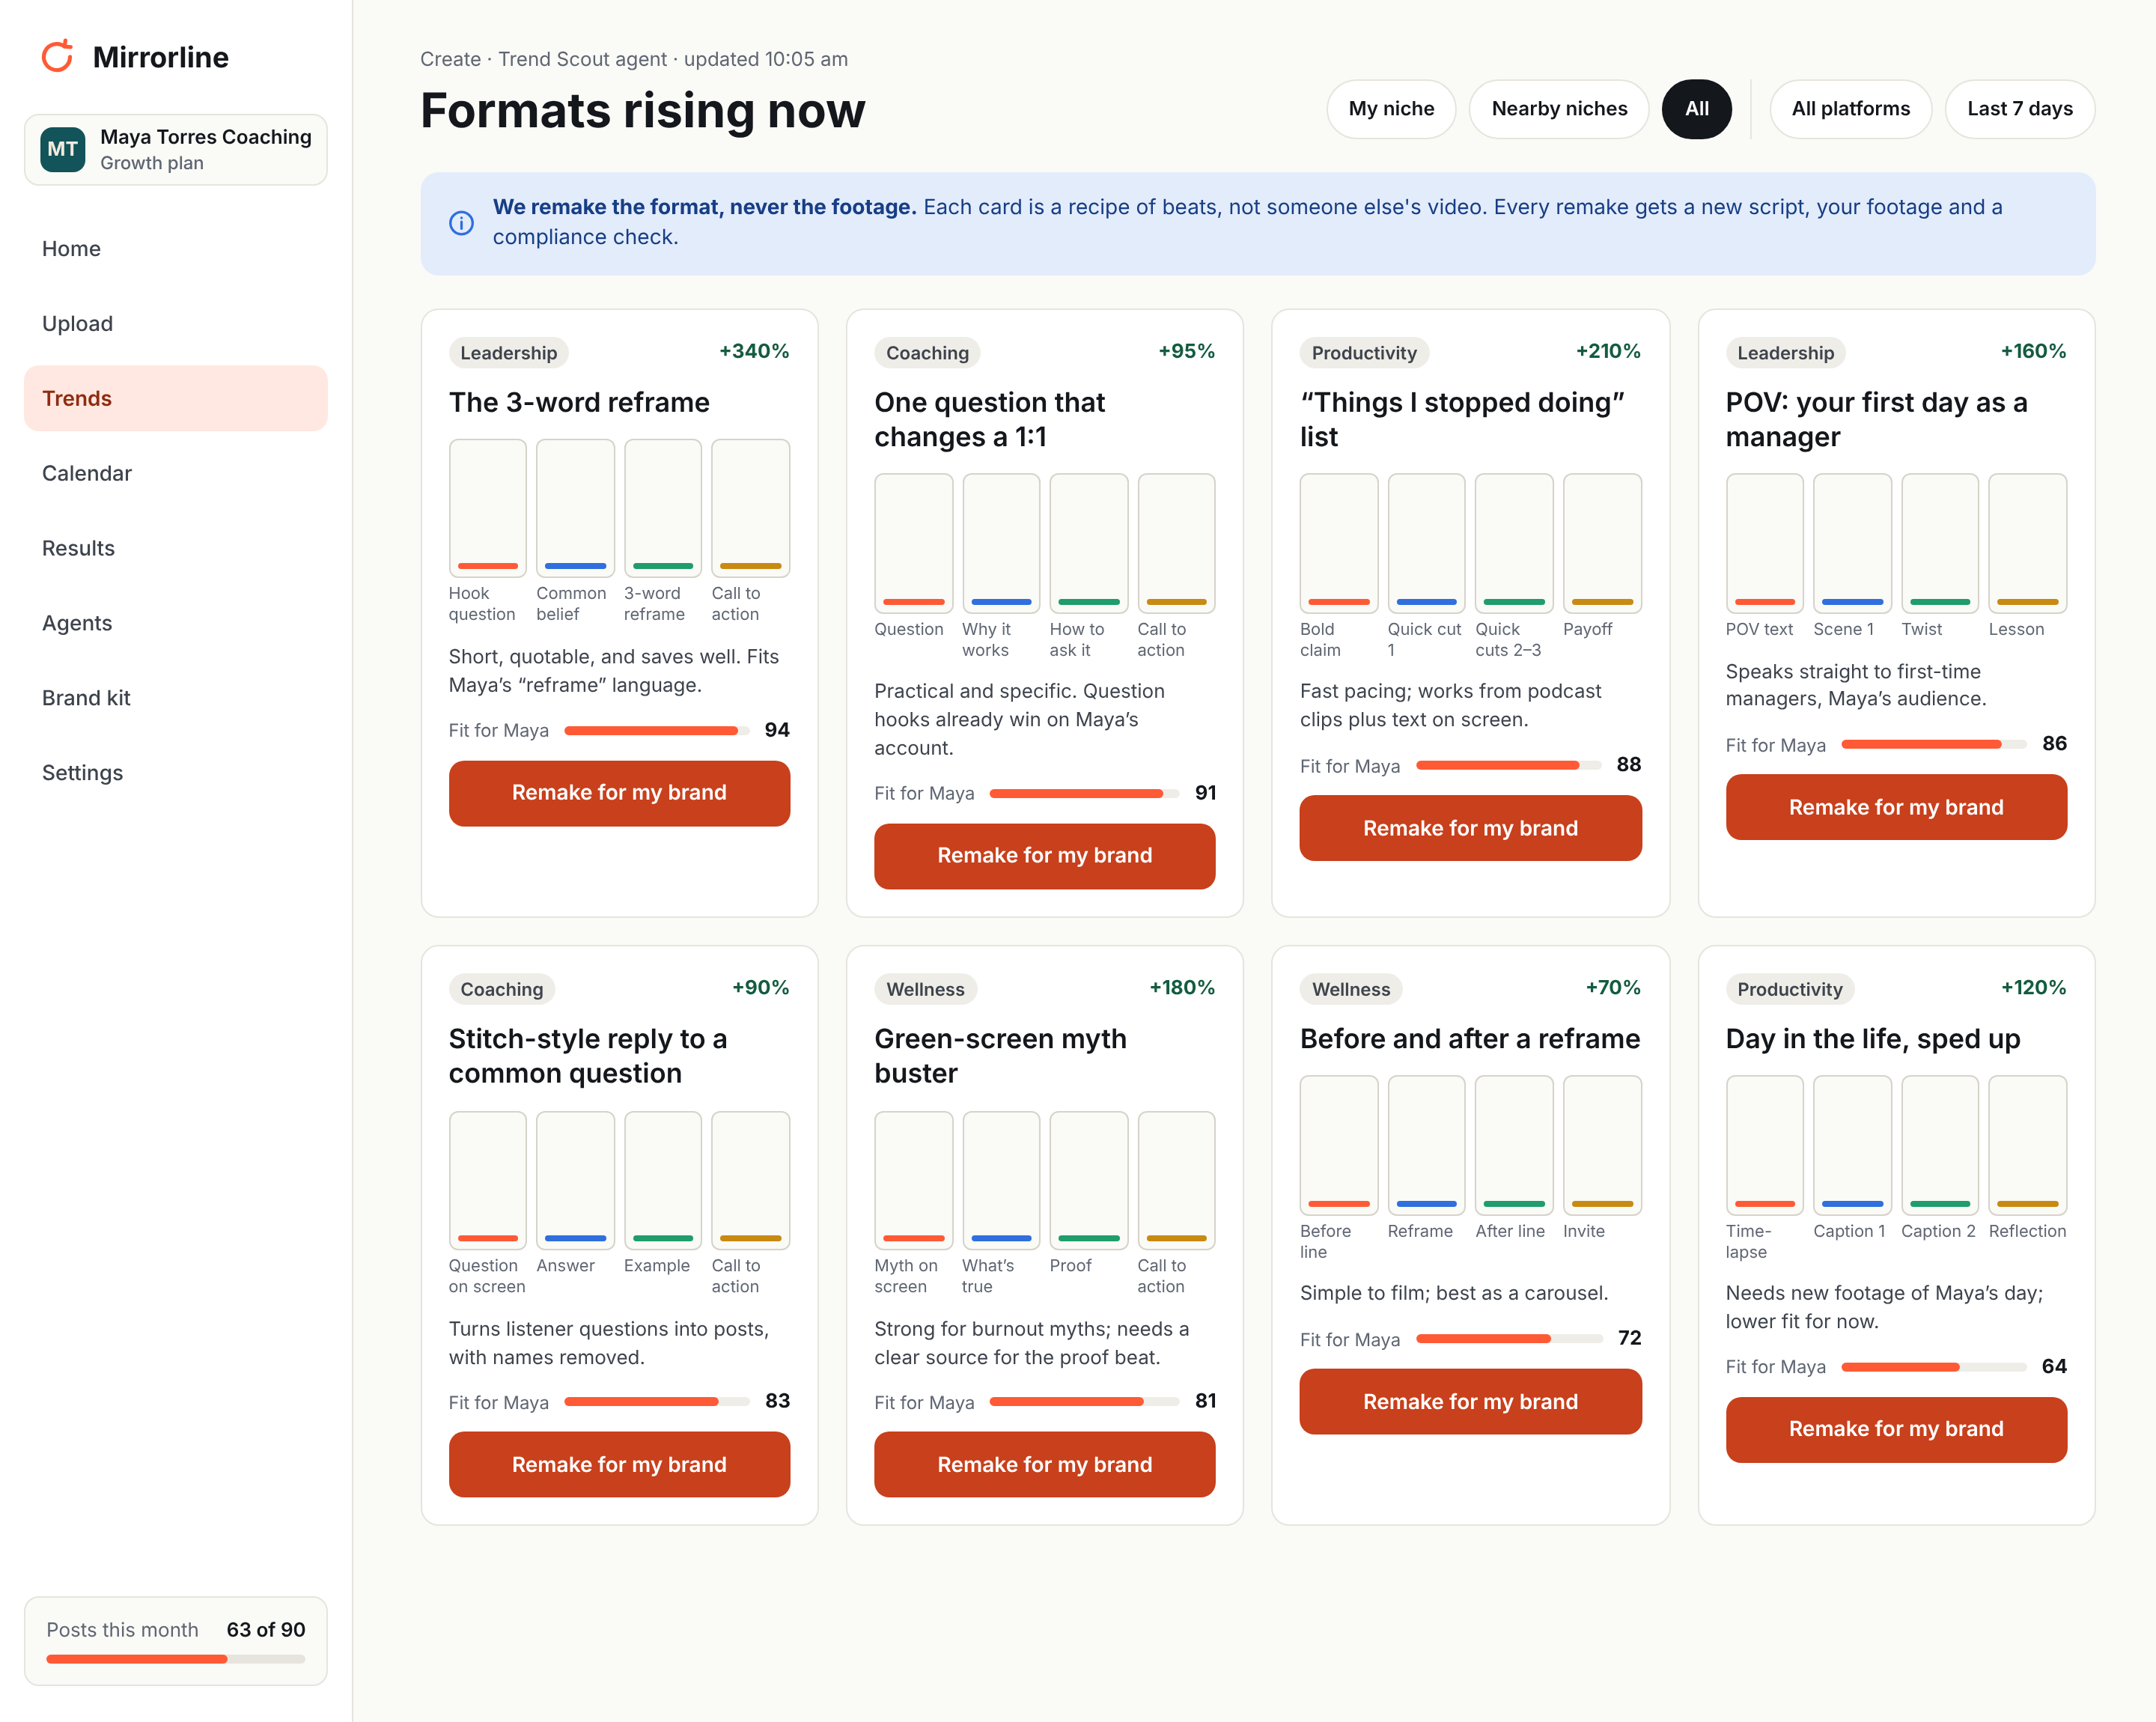 Mirrorline
MT
Maya Torres Coaching
Growth plan
Home
Upload
Trends
Calendar
Results
Agents
Brand kit
Settings
Posts this month
63 of 90
Create · Trend Scout agent · updated 10:05 am
Formats rising now
My niche
Nearby niches
All
All platforms
Last 7 days
We remake the format, never the footage. Each card is a recipe of beats, not someone else's video. Every remake gets a new script, your footage and a
compliance check.
Leadership
+340%
The 3-word reframe
Hook
question
Common
belief
3-word
reframe
Call to
action
Short, quotable, and saves well. Fits
Maya’s “reframe” language.
Fit for Maya
94
Remake for my brand
Coaching
+95%
One question that
changes a 1:1
Question
Why it
works
How to
ask it
Call to
action
Practical and specific. Question
hooks already win on Maya’s
account.
Fit for Maya
91
Remake for my brand
Productivity
+210%
“Things I stopped doing”
list
Bold
claim
Quick cut
1
Quick
cuts 2–3
Payoff
Fast pacing; works from podcast
clips plus text on screen.
Fit for Maya
88
Remake for my brand
Leadership
+160%
POV: your first day as a
manager
POV text
Scene 1
Twist
Lesson
Speaks straight to first-time
managers, Maya’s audience.
Fit for Maya
86
Remake for my brand
Coaching
+90%
Stitch-style reply to a
common question
Question
on screen
Answer
Example
Call to
action
Turns listener questions into posts,
with names removed.
Fit for Maya
83
Remake for my brand
Wellness
+180%
Green-screen myth
buster
Myth on
screen
What’s
true
Proof
Call to
action
Strong for burnout myths; needs a
clear source for the proof beat.
Fit for Maya
81
Remake for my brand
Wellness
+70%
Before and after a reframe
Before
line
Reframe
After line
Invite
Simple to film; best as a carousel.
Fit for Maya
72
Remake for my brand
Productivity
+120%
Day in the life, sped up
Time-
lapse
Caption 1
Caption 2
Reflection
Needs new footage of Maya’s day;
lower fit for now.
Fit for Maya
64
Remake for my brand